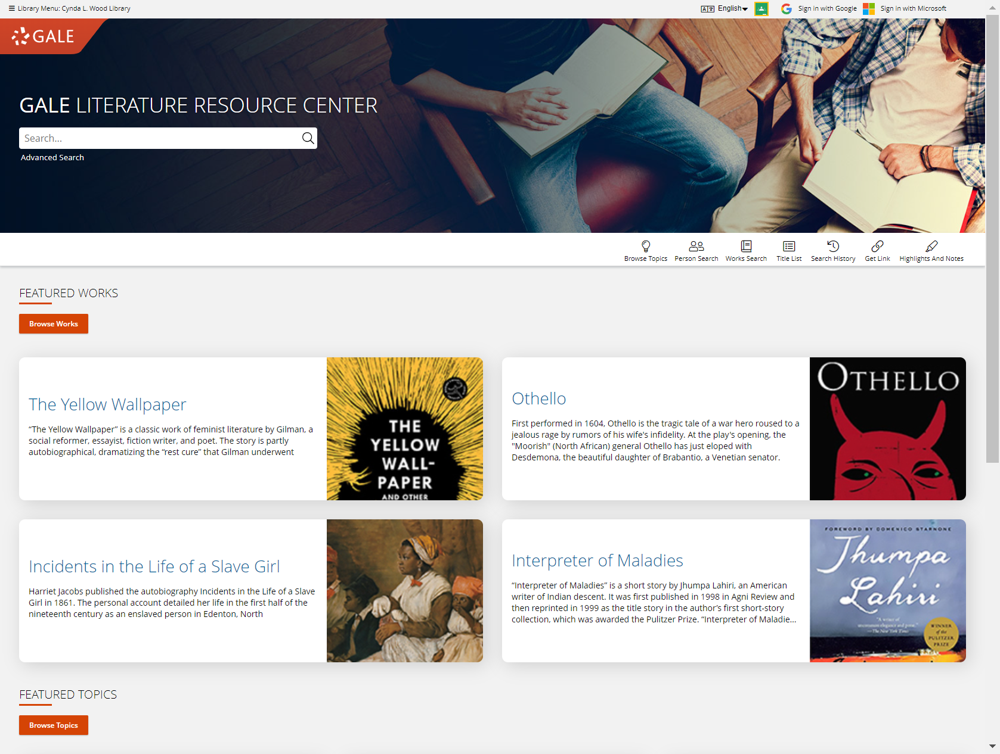 ☰ Library Menu: Cynda L. Wood Library
English
Sign in with Google
Sign in with Microsoft
GALE
GALE LITERATURE RESOURCE CENTER
Search...
Advanced Search
Browse Topics
Person Search
Works Search
Title List
Search History
Get Link
Highlights And Notes
FEATURED WORKS
Browse Works
The Yellow Wallpaper
“The Yellow Wallpaper” is a classic work of feminist literature by Gilman, a
social reformer, essayist, fiction writer, and poet. The story is partly
autobiographical, dramatizing the “rest cure” that Gilman underwent
THE
YELLOW
WALL-
PAPER
AND OTHER
Othello
First performed in 1604, Othello is the tragic tale of a war hero roused to a
jealous rage by rumors of his wife's infidelity. At the play's opening, the
"Moorish" (North African) general Othello has just eloped with
Desdemona, the beautiful daughter of Brabantio, a Venetian senator.
OTHELLO
Incidents in the Life of a Slave Girl
Harriet Jacobs published the autobiography Incidents in the Life of a Slave
Girl in 1861. The personal account detailed her life in the first half of the
nineteenth century as an enslaved person in Edenton, North
Interpreter of Maladies
“Interpreter of Maladies” is a short story by Jhumpa Lahiri, an American
writer of Indian descent. It was first published in 1998 in Agni Review and
then reprinted in 1999 as the title story in the author’s first short-story
collection, which was awarded the Pulitzer Prize. “Interpreter of Maladie...
FOREWORD BY DOMENICO STARNONE
Jhumpa
Lahiri
"A writer of
uncommon elegance and poise."
—The New York Times
WINNER
of the
PULITZER
PRIZE
FEATURED TOPICS
Browse Topics